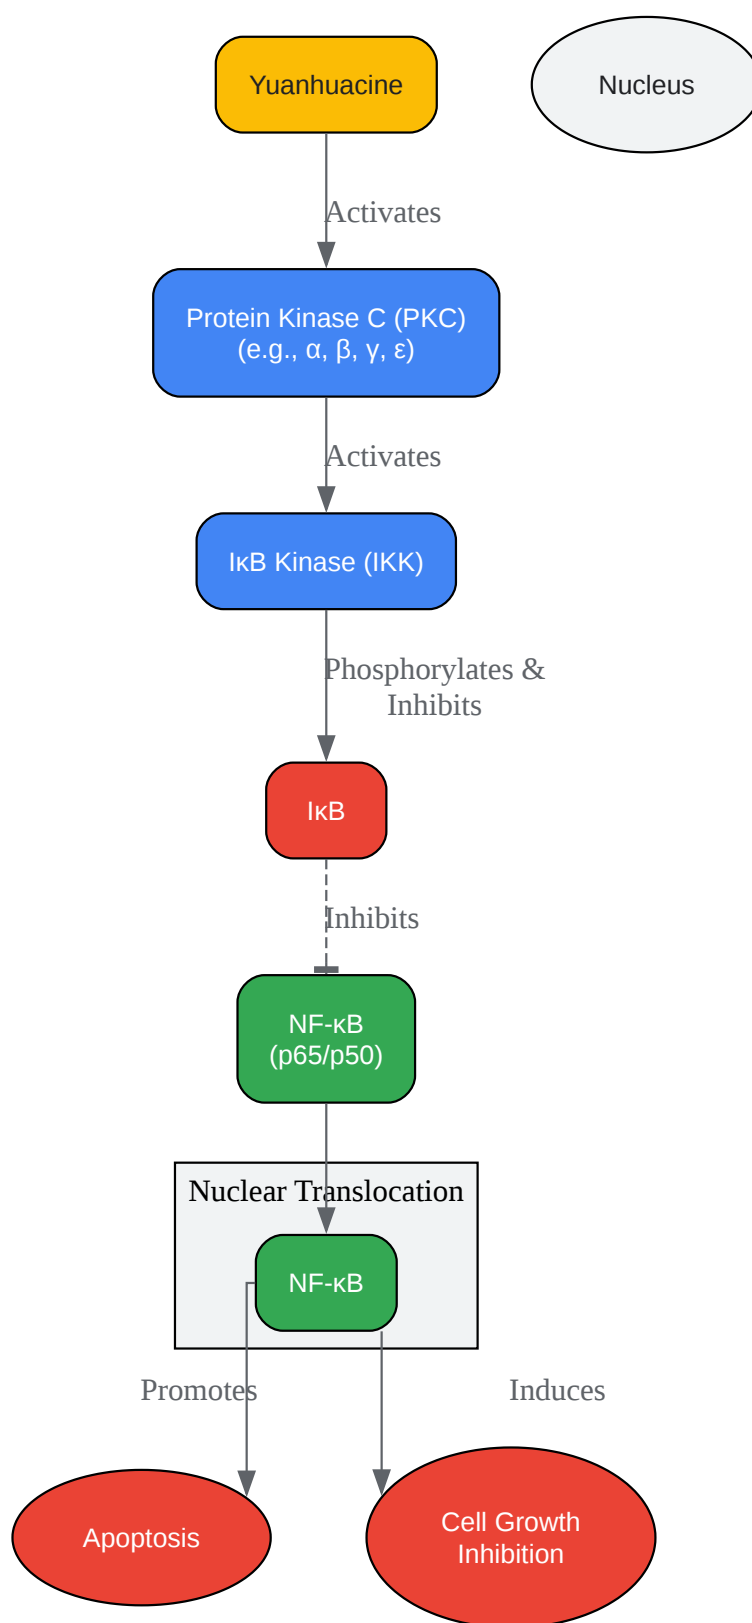 Yuanhuacine
Nucleus
Activates
Protein Kinase C (PKC)
(e.g., α, β, γ, ε)
Activates
IκB Kinase (IKK)
Phosphorylates &
Inhibits
IκB
Inhibits
NF-κB
(p65/p50)
Nuclear Translocation
NF-κB
Promotes
Induces
Apoptosis
Cell Growth
Inhibition